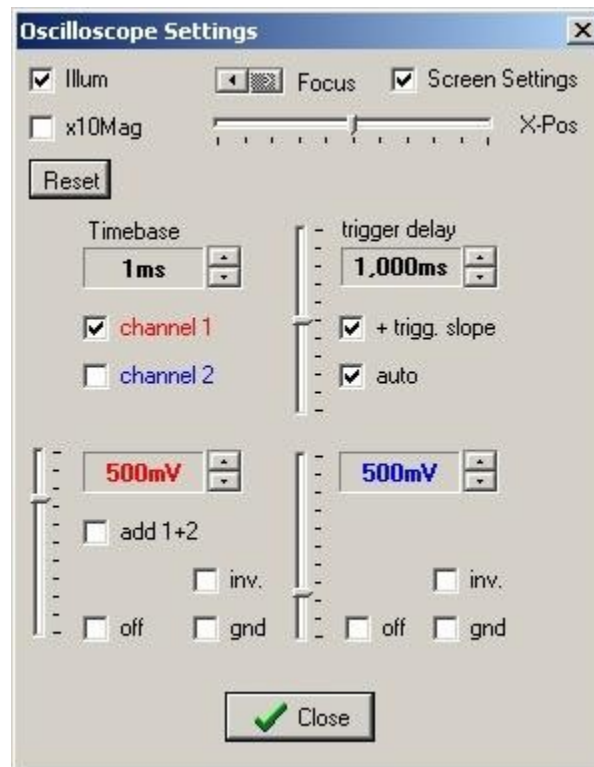 Oscilloscope Settings
Illum Focus Screen Settings
x10Mag X-Pos
Reset
Timebase trigger delay
1ms 1,000ms
channel 1 + trigg. slope
channel 2 auto
500mV 500mV
add 1+2
inv. inv.
off gnd off gnd
Close